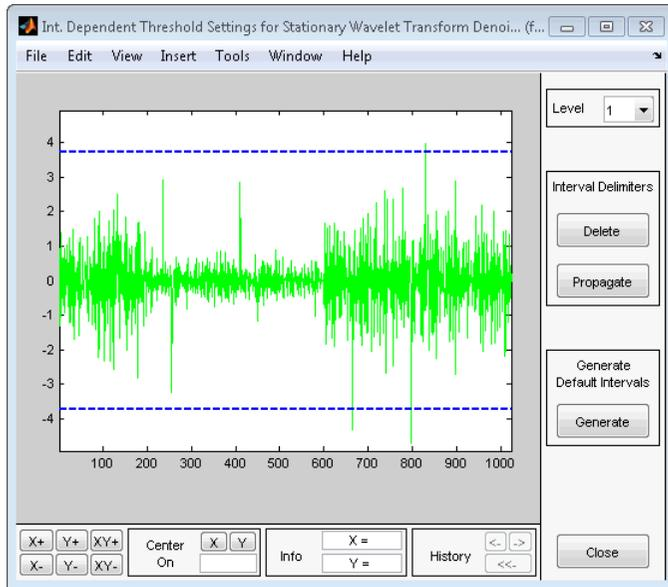 Int. Dependent Threshold Settings for Stationary Wavelet Transform Denoi... (f...
File Edit View Insert Tools Window Help
Level 1
4
3
2
1
0
-1
-2
-3
-4
100 200 300 400 500 600 700 800 900 1000
Interval Delimiters
Delete
Propagate
Generate
Default Intervals
Generate
X+ Y+ XY+
X- Y- XY-
Center
On
X Y
Info
X =
Y =
History
<- ->
<<-
Close